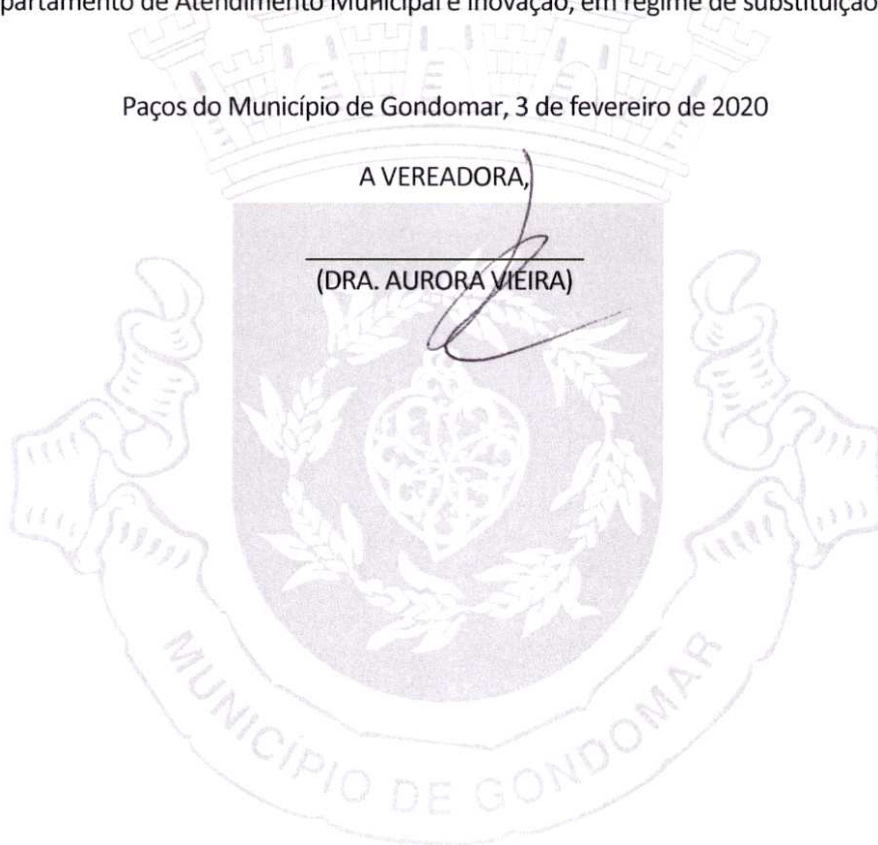 partamento de Atendimento Municipal e Inovação, em regime de substituição
Paços do Município de Gondomar, 3 de fevereiro de 2020
A VEREADORA,
(DRA. AURORA VIEIRA)
MUNICÍPIO DE GONDOMAR